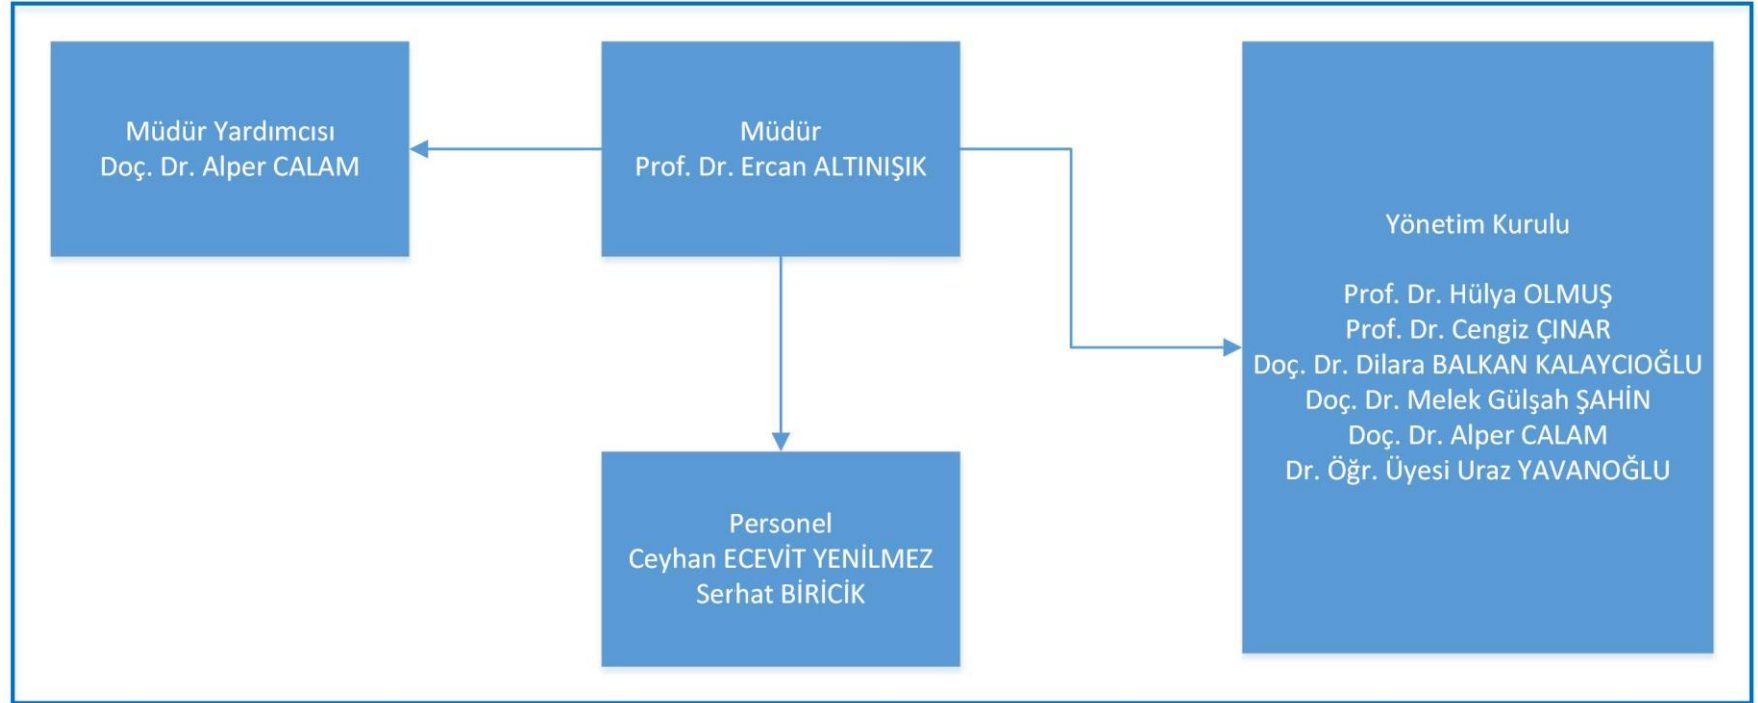 Müdür Yardımcısı
Doç. Dr. Alper CALAM
Müdür
Prof. Dr. Ercan ALTINIŞIK
Yönetim Kurulu
Prof. Dr. Hülya OLMUŞ
Prof. Dr. Cengiz ÇINAR
Doç. Dr. Dilara BALKAN KALAYCIOĞLU
Doç. Dr. Melek Gülşah ŞAHİN
Doç. Dr. Alper CALAM
Dr. Öğr. Üyesi Uraz YAVANOĞLU
Personel
Ceyhan ECEVİT YENİLMEZ
Serhat BİRİCİK